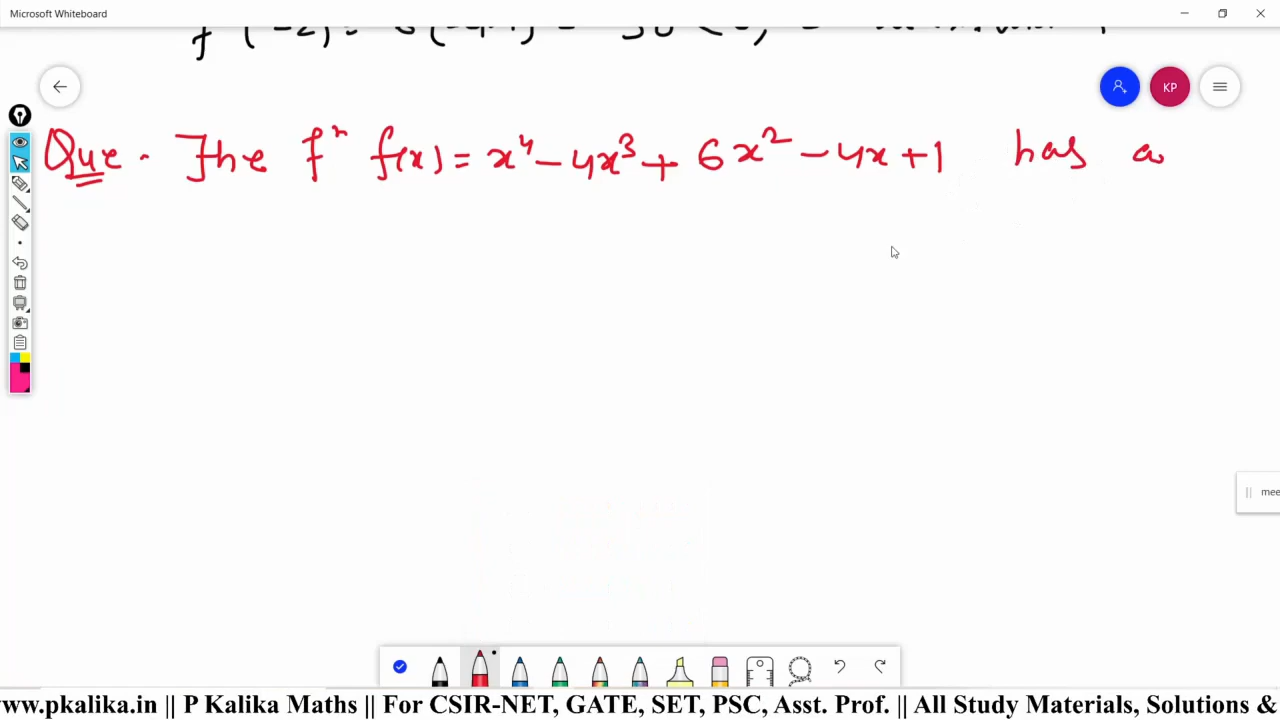 Microsoft Whiteboard
KP
Que. The fⁿ f(x) = x⁴ - 4x³ + 6x² - 4x + 1 has a
mee
www.pkalika.in || P Kalika Maths || For CSIR-NET, GATE, SET, PSC, Asst. Prof. || All Study Materials, Solutions &